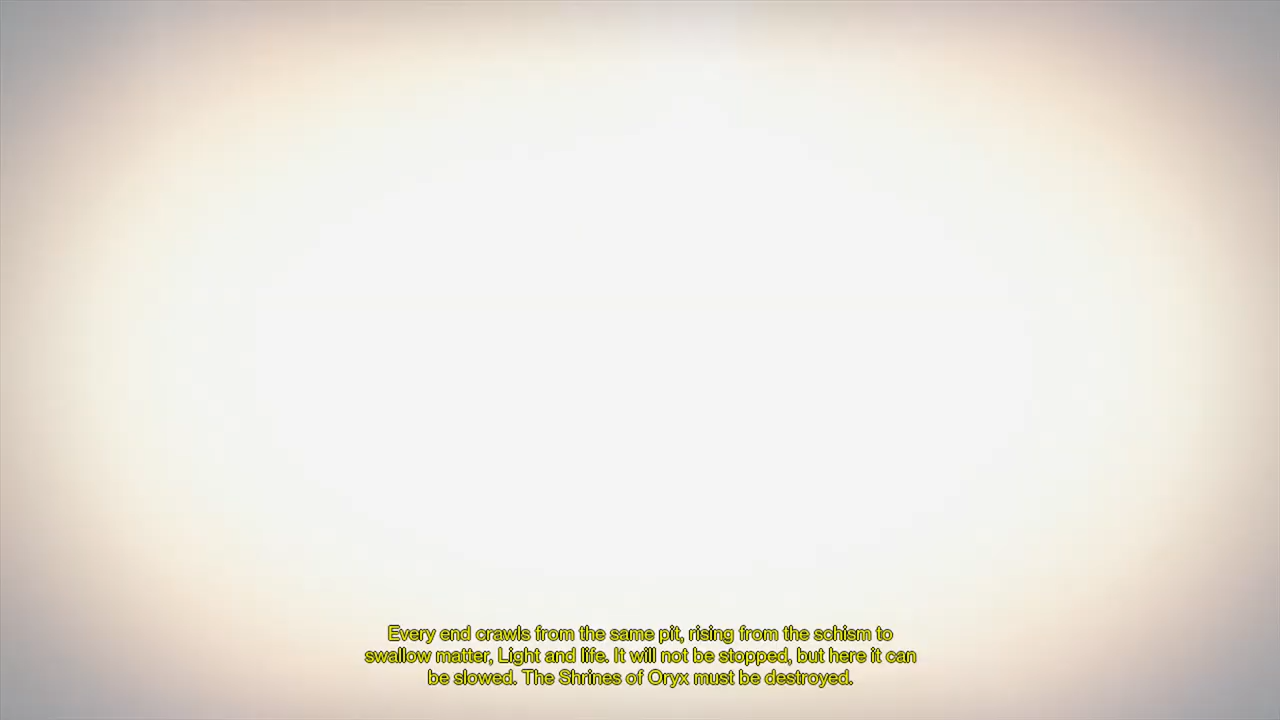 Every end crawls from the same pit, rising from the schism to
swallow matter, Light and life. It will not be stopped, but here it can
be slowed. The Shrines of Oryx must be destroyed.